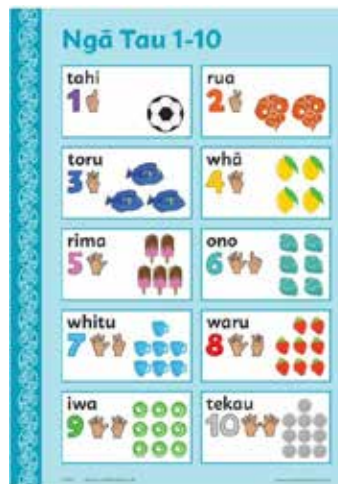 Ngā Tau 1-10
tahi
1
rua
2
toru
3
whā
4
rima
5
ono
6
whitu
7
waru
8
iwa
9
tekau
10